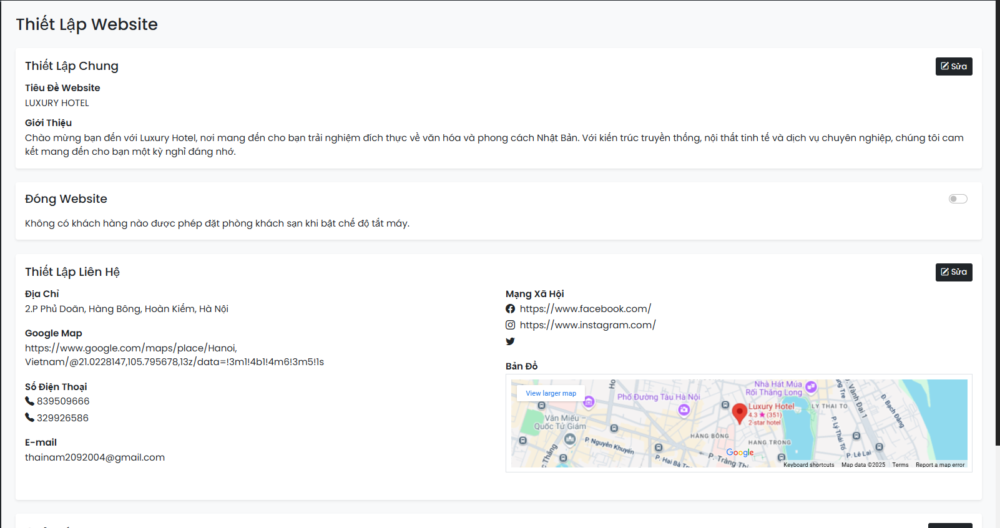 Thiết Lập Website
Thiết Lập Chung
Sửa
Tiêu Đề Website
LUXURY HOTEL
Giới Thiệu
Chào mừng bạn đến với Luxury Hotel, nơi mang đến cho bạn trải nghiệm đích thực về văn hóa và phong cách Nhật Bản. Với kiến trúc truyền thống, nội thất tinh tế và dịch vụ chuyên nghiệp, chúng tôi cam
kết mang đến cho bạn một kỳ nghỉ đáng nhớ.
Đóng Website
Không có khách hàng nào được phép đặt phòng khách sạn khi bật chế độ tắt máy.
Thiết Lập Liên Hệ
Sửa
Địa Chỉ
2.P Phủ Doãn, Hàng Bông, Hoàn Kiếm, Hà Nội
Google Map
https://www.google.com/maps/place/Hanoi,
Vietnam/@21.0228147,105.795678,13z/data=!3m1!4b1!4m6!3m5!1s
Số Điện Thoại
839509666
329926586
E-mail
thainam2092004@gmail.com
Mạng Xã Hội
https://www.facebook.com/
https://www.instagram.com/
Bản Đồ
View larger map
Nhà Hát Múa
Rối Thăng Long
Phố Đường Tàu Hà Nội
Luxury Hotel
4.3 ★ (351)
2-star hotel
LY THAI TO
Văn Miếu –
Quốc Tử Giám
HÀNG BÔNG
HANG TRONG
P. Nguyên Khuyến
P. Hai Bà
P. Tràng Thi
P. Lý Thái Tổ
P. Lê Lai
Vành Đai 1
Đ. Bạch Đằng
Google
Keyboard shortcuts
Map data ©2025
Terms
Report a map error